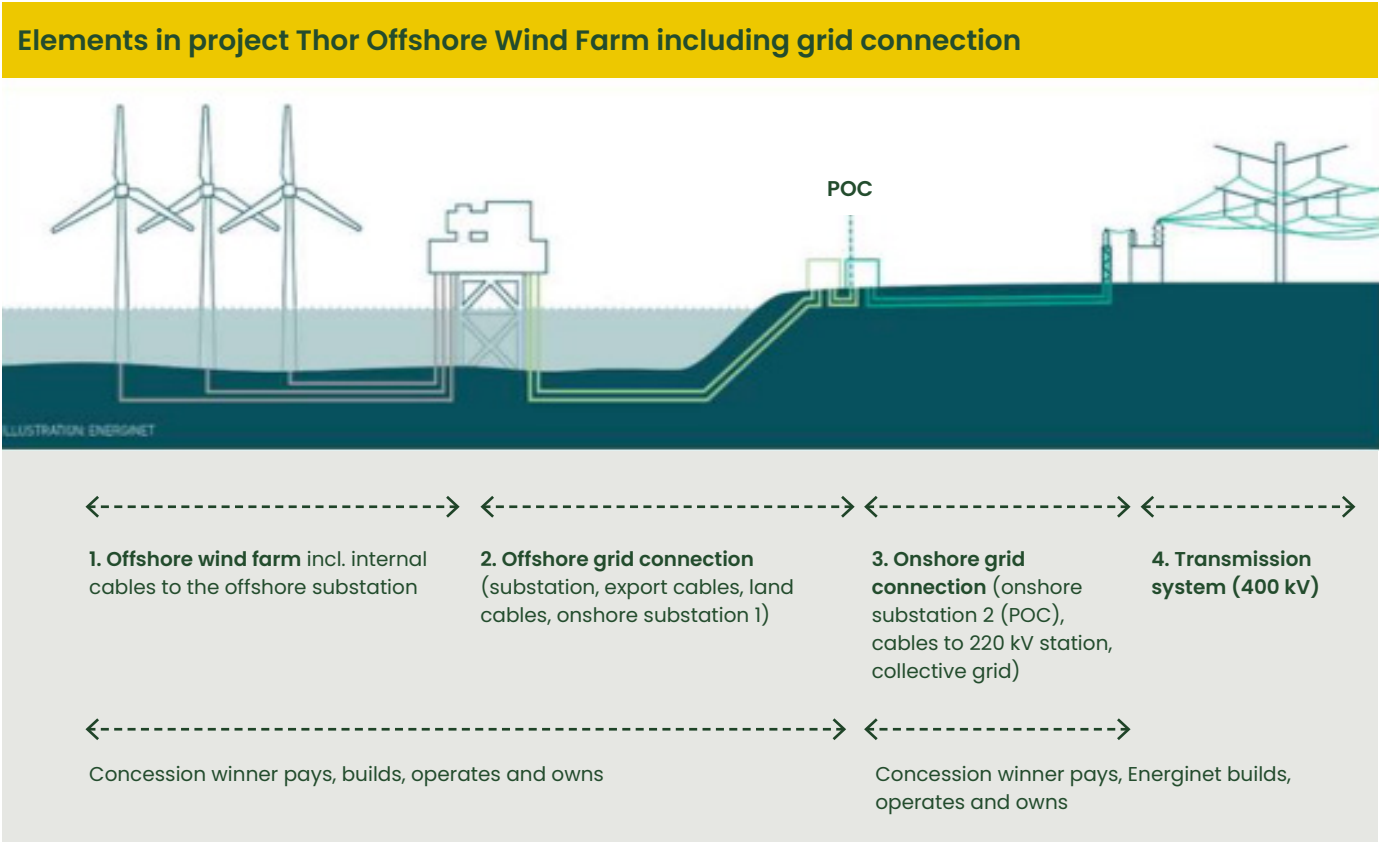 Elements in project Thor Offshore Wind Farm including grid connection
POC
ILLUSTRATION: ENERGINET
1. Offshore wind farm incl. internal
cables to the offshore substation
2. Offshore grid connection
(substation, export cables, land
cables, onshore substation 1)
3. Onshore grid
connection (onshore
substation 2 (POC),
cables to 220 kV station,
collective grid)
4. Transmission
system (400 kV)
Concession winner pays, builds, operates and owns
Concession winner pays, Energinet builds,
operates and owns